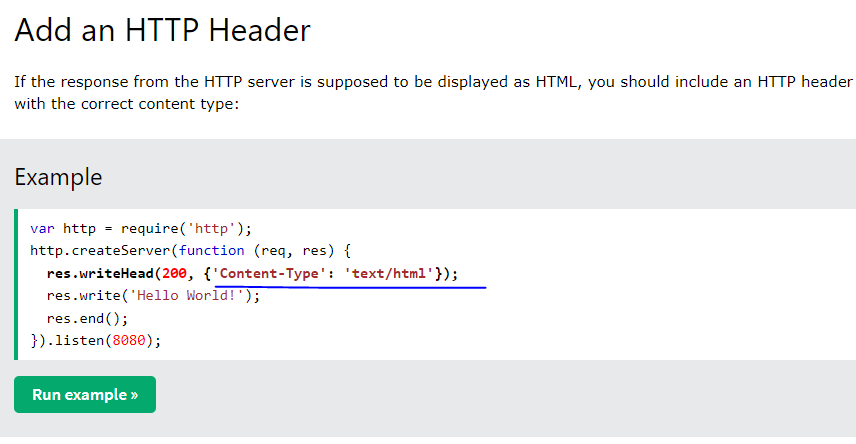 Add an HTTP Header
If the response from the HTTP server is supposed to be displayed as HTML, you should include an HTTP header
with the correct content type:
Example
var http = require('http');
http.createServer(function (req, res) {
  res.writeHead(200, {'Content-Type': 'text/html'});
  res.write('Hello World!');
  res.end();
}).listen(8080);
Run example »